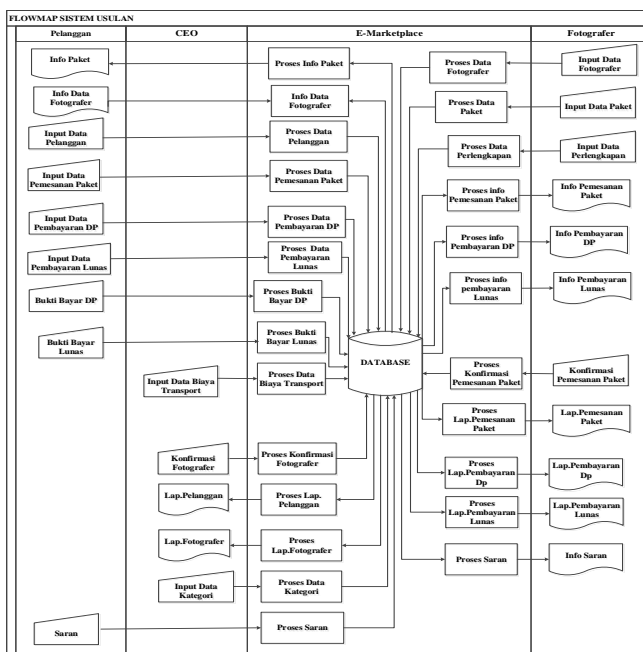 FLOWMAP SISTEM USULAN
Pelanggan
CEO
E-Marketplace
Fotografer
Info Paket
Proses Info Paket
Proses Data
Fotografer
Input Data
Fotografer
Info Data
Fotografer
Info Data
Fotografer
Proses Data
Paket
Input Data Paket
Input Data
Pelanggan
Proses Data
Pelanggan
Proses Data
Perlengkapan
Input Data
Perlengkapan
Input Data
Pemesanan Paket
Proses Data
Pemesanan Paket
Proses info
Pemesanan Paket
Info Pemesanan
Paket
Input Data
Pembayaran DP
Proses Data
Pembayaran DP
Proses info
Pembayaran DP
Info Pembayaran
DP
Input Data
Pembayaran Lunas
Proses Data
Pembayaran
Lunas
Proses info
pembayaran
Lunas
Info Pembayaran
Lunas
Bukti Bayar DP
Proses Bukti
Bayar DP
Bukti Bayar
Lunas
Proses Bukti
Bayar Lunas
DATABASE
Input Data Biaya
Transport
Proses Data
Biaya Transport
Proses
Konfirmasi
Pemesanan Paket
Konfirmasi
Pemesanan Paket
Proses
Lap.Pemesanan
Paket
Lap.Pemesanan
Paket
Konfirmasi
Fotografer
Proses Konfirmasi
Fotografer
Proses
Lap.Pembayaran
Dp
Lap.Pembayaran
Dp
Lap.Pelanggan
Proses Lap.
Pelanggan
Proses
Lap.Pembayaran
Lunas
Lap.Pembayaran
Lunas
Lap.Fotografer
Proses
Lap.Fotografer
Proses Saran
Info Saran
Input Data
Kategori
Proses Data
Kategori
Saran
Proses Saran